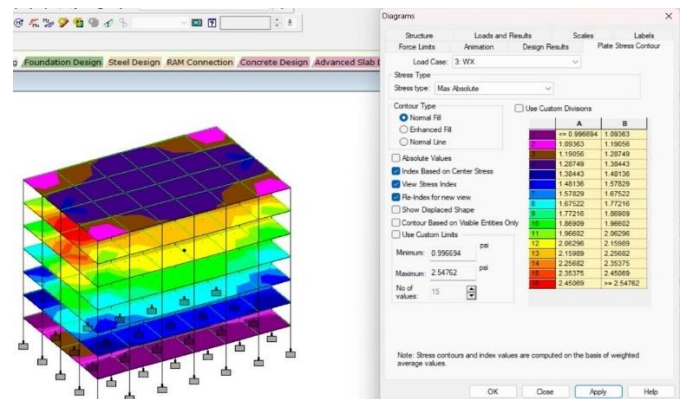 Diagrams
Foundation Design Steel Design RAM Connection Concrete Design Advanced Slab
Structure Loads and Results Scales Labels
Force Limits Animation Design Results Plate Stress Contour
Load Case: 3: WX
Stress Type
Stress type: Max Absolute
Contour Type
Normal Fill
Enhanced Fill
Normal Line
Absolute Values
Index Based on Center Stress
View Stress Index
Re-Index for new view
Show Displaced Shape
Contour Based on Visible Entities Only
Use Custom Limits
Minimum: 0.996694 psi
Maximum: 2.54762 psi
No of values: 15
Use Custom Divisions
A B
<= 0.996694 1.09363
2 1.09363 1.19056
3 1.19056 1.28749
1.28749 1.38443
1.38443 1.48136
1.48136 1.57829
7 1.57829 1.67522
8 1.67522 1.77216
9 1.77216 1.86909
10 1.86909 1.96602
11 1.96602 2.06296
12 2.06296 2.15989
13 2.15989 2.25682
14 2.25682 2.35375
15 2.35375 2.45069
16 2.45069 >= 2.54762
Note: Stress contours and index values are computed on the basis of weighted
average values.
OK Close Apply Help